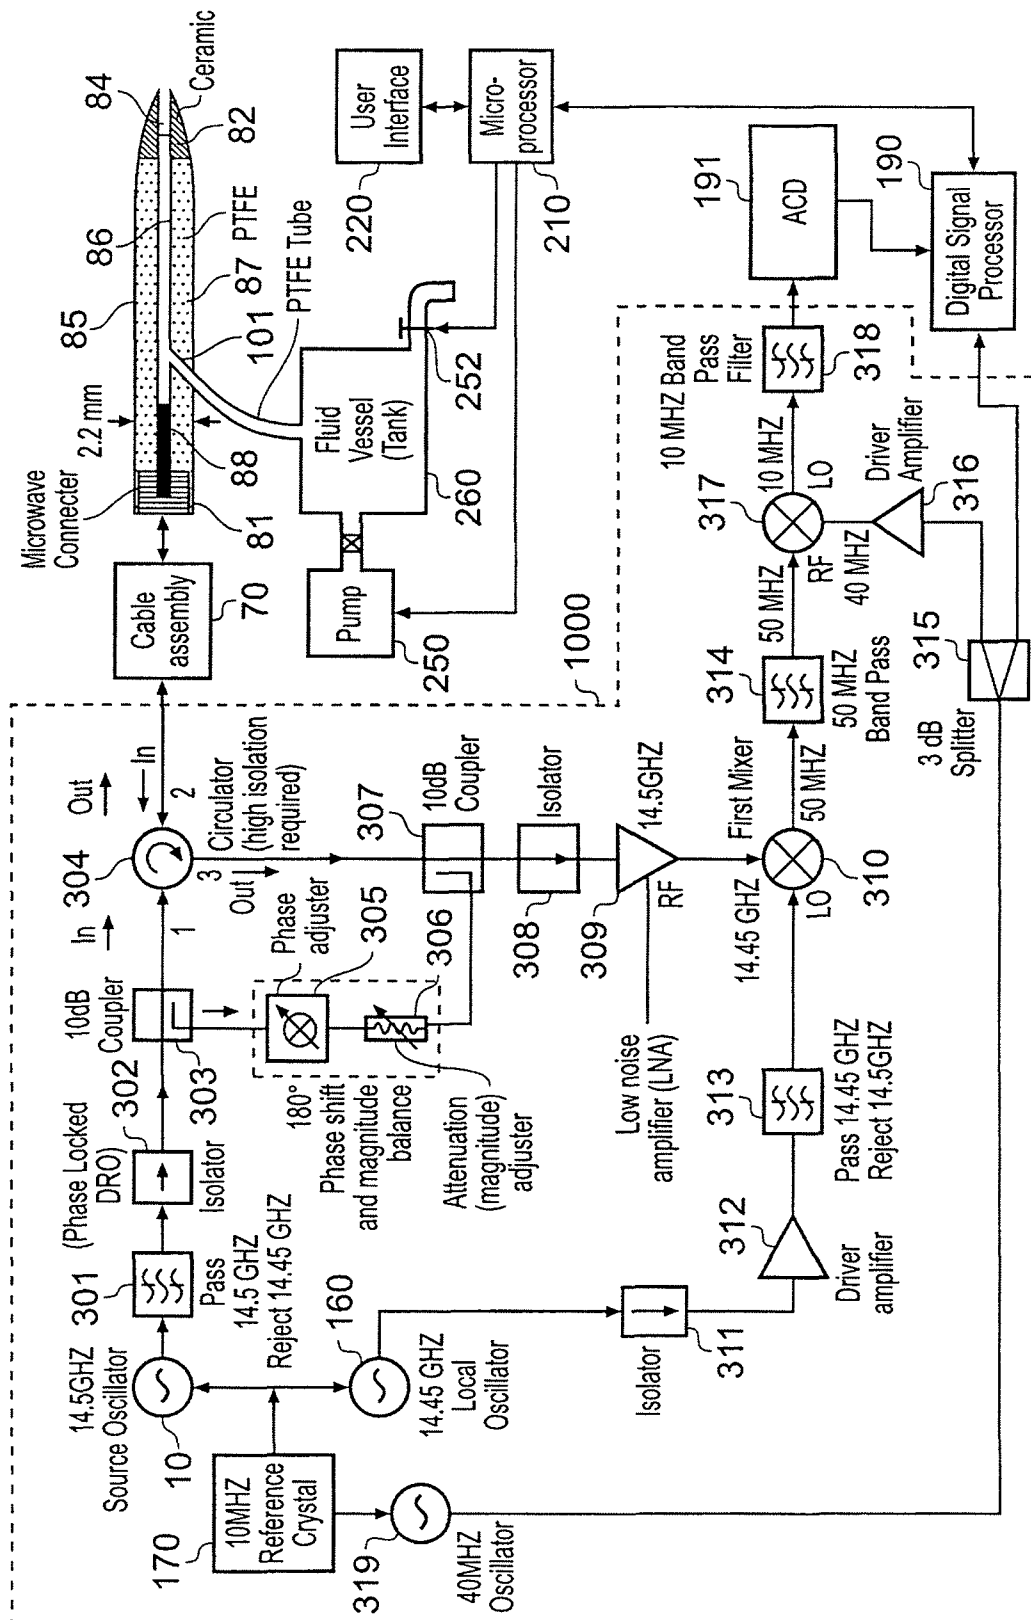 14.5GHZ
Source Oscillator
10
301
Pass
14.5 GHZ
Reject 14.45 GHZ
(Phase Locked
DRO)
302
Isolator
10dB
Coupler
303
In
1
304
Out
In
2
3
Out
Circulator
(high isolation
required)
Cable
assembly
70
Microwave
Connecter
81
2.2 mm
88
85
101
87
86
PTFE
84
82
Ceramic
PTFE Tube
Pump
250
Fluid
Vessel
(Tank)
260
252
User
Interface
220
Micro-
processor
210
1000
170
10MHZ
Reference
Crystal
160
14.45 GHZ
Local
Oscillator
319
40MHZ
Oscillator
Phase
adjuster
305
306
180°
Phase shift
and magnitude
balance
Attenuation
(magnitude)
adjuster
307
10dB
Coupler
308
Isolator
309
14.5GHZ
RF
Low noise
amplifier (LNA)
Isolator
311
312
Driver
amplifier
313
Pass 14.45 GHZ
Reject 14.5GHZ
14.45 GHZ
LO
310
First Mixer
50 MHZ
314
50 MHZ
Band Pass
50 MHZ
317
RF
LO
10 MHZ
40 MHZ
316
Driver
Amplifier
3 dB
Splitter
315
10 MHZ Band
Pass
Filter
318
191
ACD
190
Digital Signal
Processor